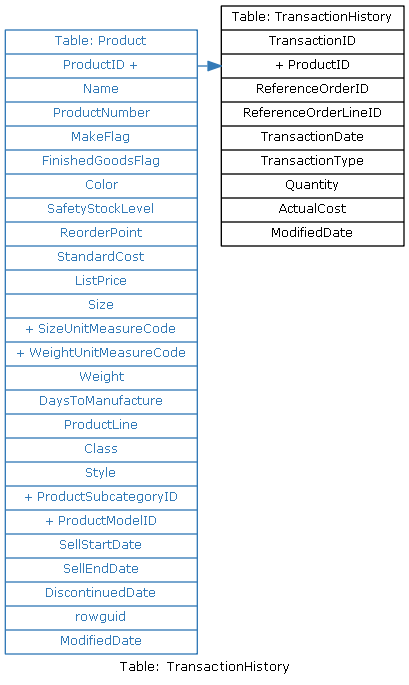 Table: Product
ProductID +
Name
ProductNumber
MakeFlag
FinishedGoodsFlag
Color
SafetyStockLevel
ReorderPoint
StandardCost
ListPrice
Size
+ SizeUnitMeasureCode
+ WeightUnitMeasureCode
Weight
DaysToManufacture
ProductLine
Class
Style
+ ProductSubcategoryID
+ ProductModelID
SellStartDate
SellEndDate
DiscontinuedDate
rowguid
ModifiedDate
Table: TransactionHistory
TransactionID
+ ProductID
ReferenceOrderID
ReferenceOrderLineID
TransactionDate
TransactionType
Quantity
ActualCost
ModifiedDate
Table: TransactionHistory